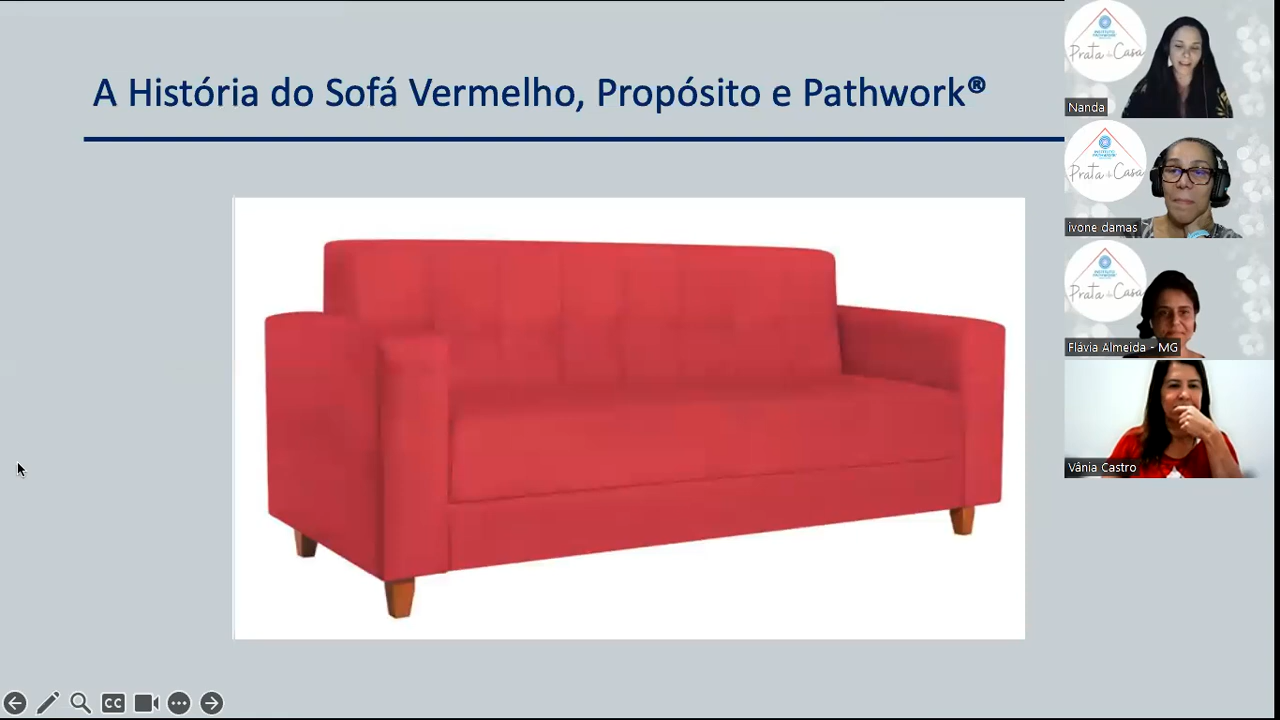 A História do Sofá Vermelho, Propósito e Pathwork®
Prata da Casa
Nanda
Prata da Casa
ivone damas
Prata da Casa
Flávia Almeida - MG
Vânia Castro
CC